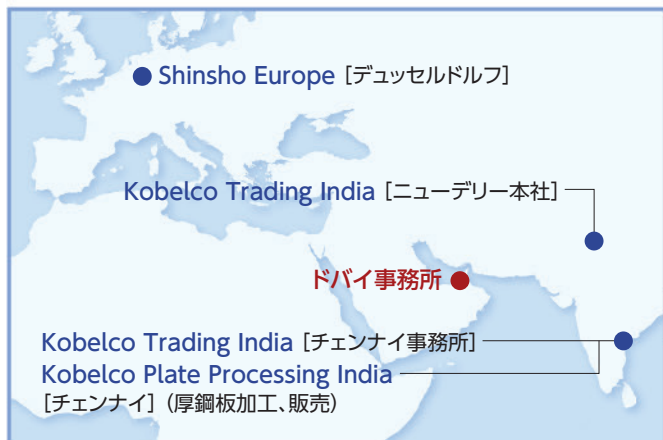 Shinsho Europe [デュッセルドルフ]
Kobelco Trading India [ニューデリー本社]
ドバイ事務所
Kobelco Trading India [チェンナイ事務所]
Kobelco Plate Processing India
[チェンナイ]（厚鋼板加工、販売）